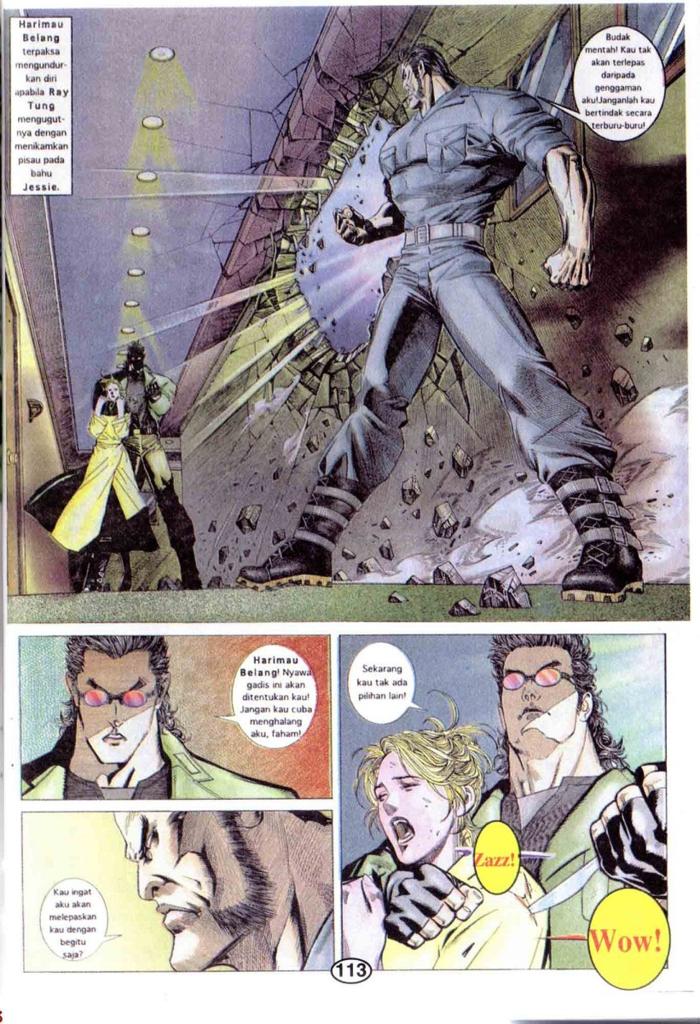 Harimau
Belang
terpaksa
mengundur-
kan diri
apabila Ray
Tung
mengugut-
nya dengan
menikamkan
pisau pada
bahu
Jessie.
Budak
mentah! Kau tak
akan terlepas
daripada
genggaman
aku!Janganlah kau
bertindak secara
terburu-buru!
Harimau
Belang! Nyawa
gadis ini akan
ditentukan kau!
Jangan kau cuba
menghalang
aku, faham!
Sekarang
kau tak ada
pilihan lain!
Zazz!
Wow!
Kau ingat
aku akan
melepaskan
kau dengan
begitu
saja?
113